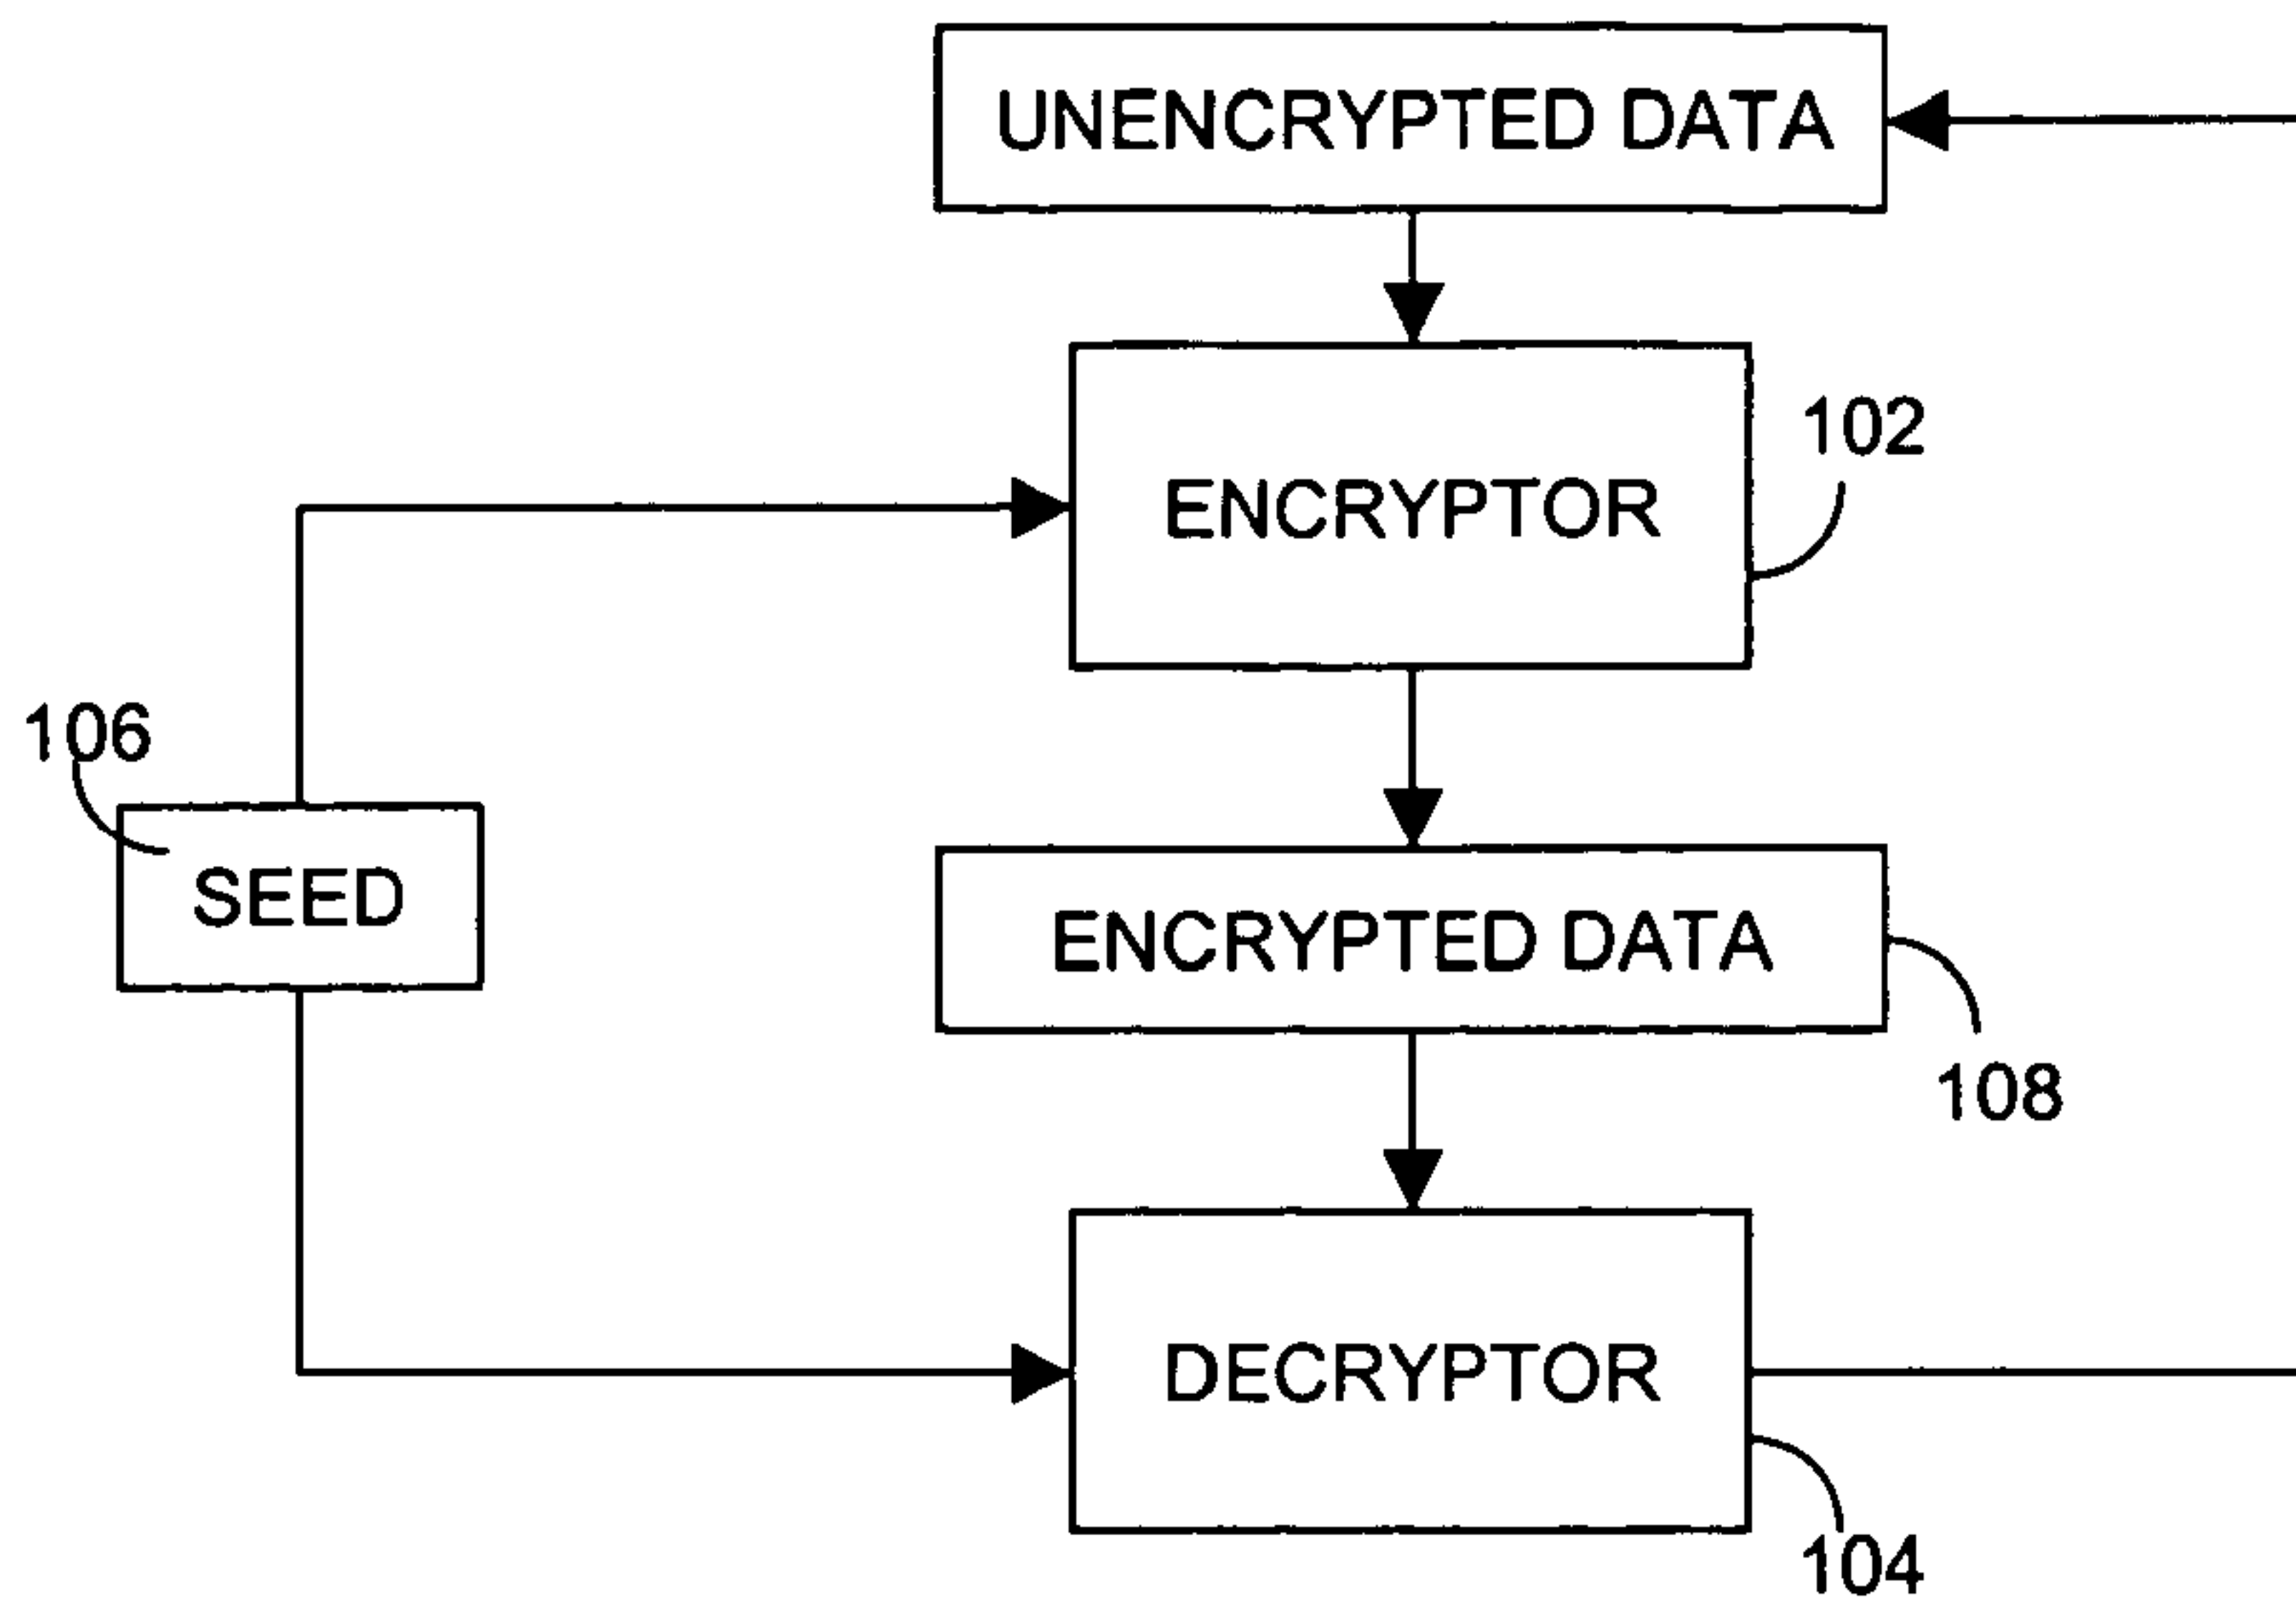 UNENCRYPTED DATA
102
ENCRYPTOR
106
SEED
ENCRYPTED DATA
108
DECRYPTOR
104